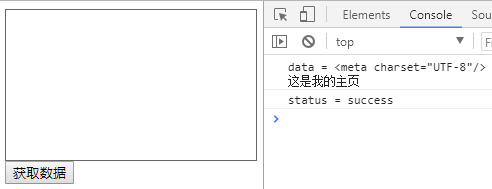 Elements
Console
top
data = <meta charset="UTF-8"/>
这是我的主页
status = success
获取数据